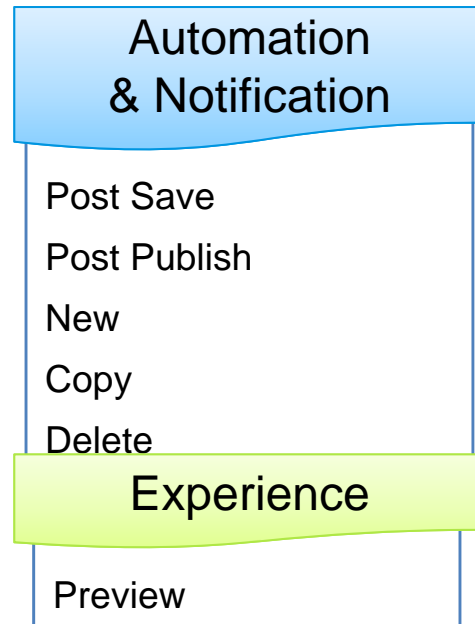 Automation
& Notification
Post Save
Post Publish
New
Copy
Delete
Experience
Preview